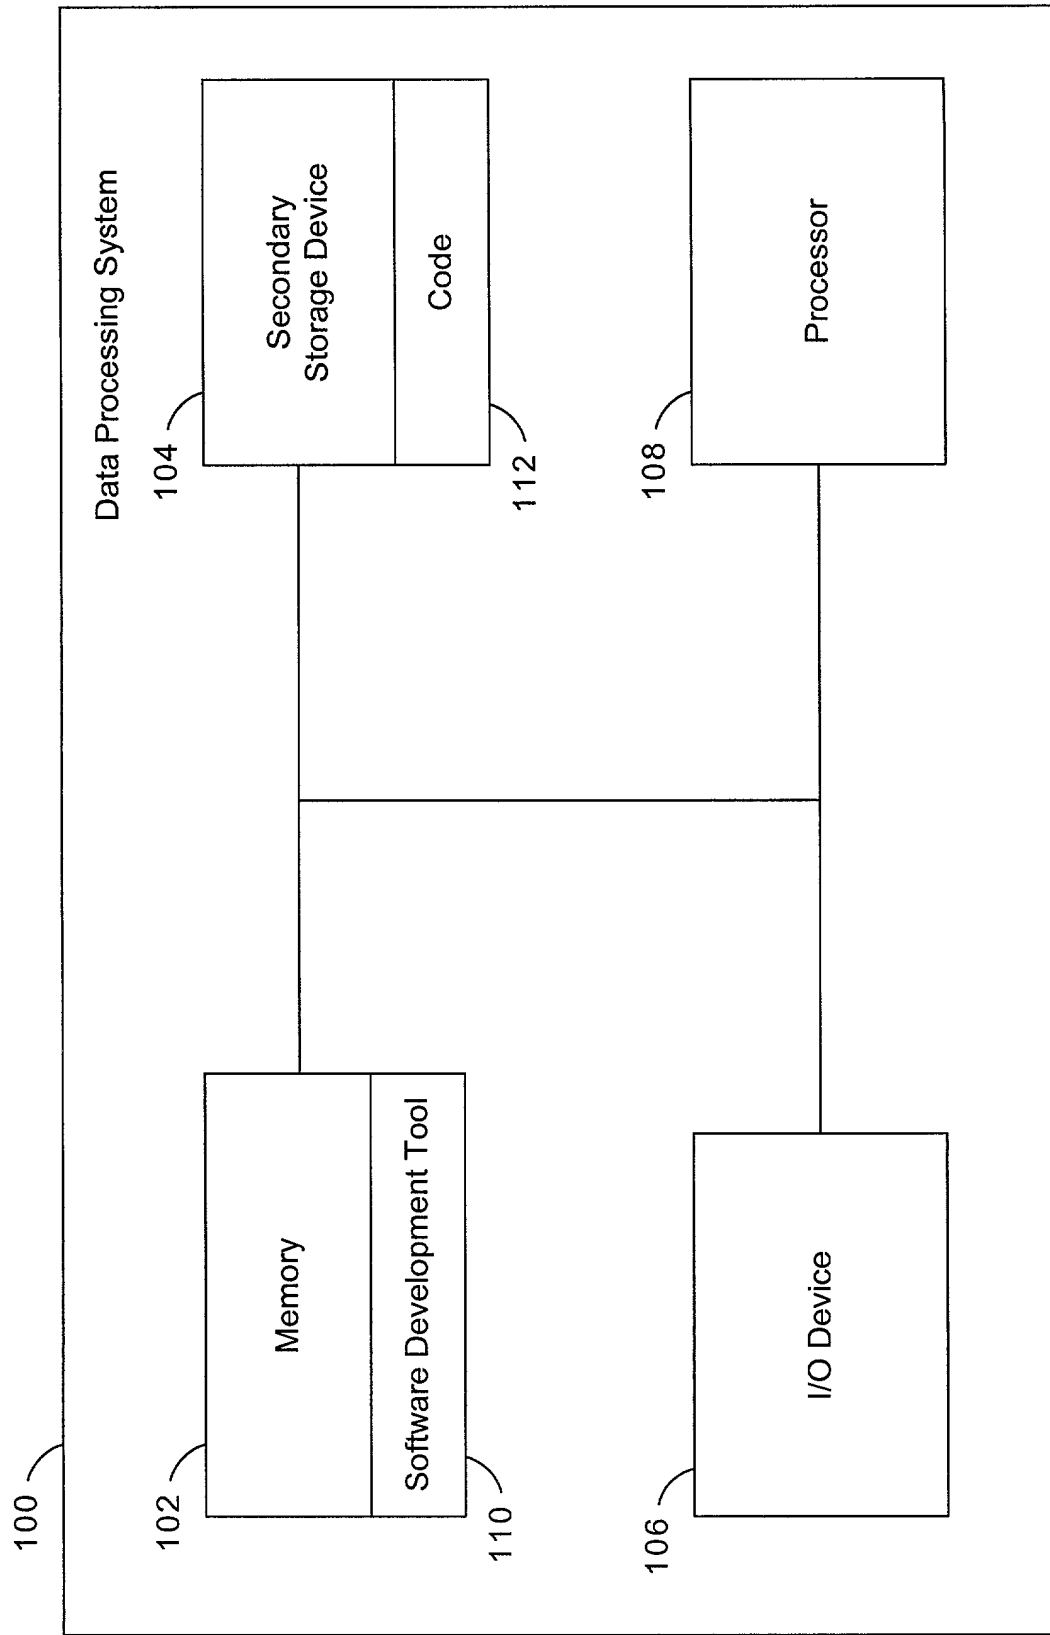 100
Data Processing System
102
Memory
Software Development Tool
110
104
Secondary
Storage Device
Code
112
106
I/O Device
108
Processor